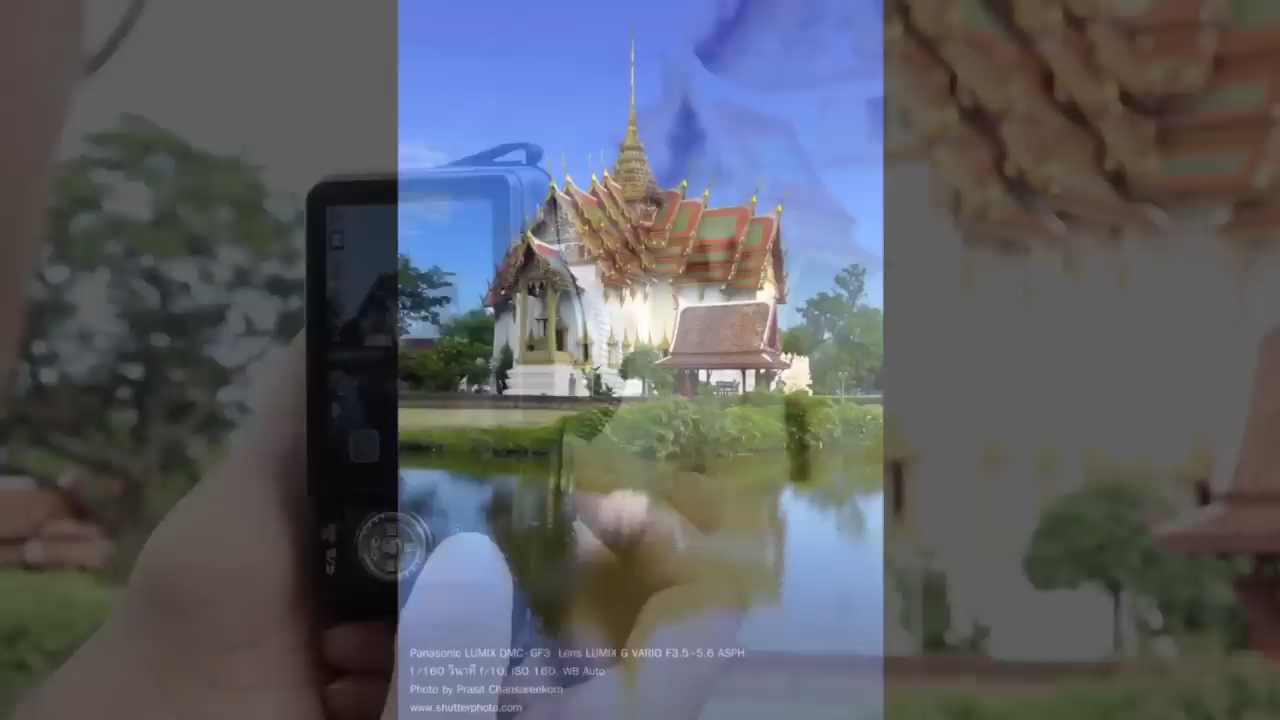 Panasonic LUMIX DMC-GF3 Lens LUMIX G VARIO F3.5-5.6 ASPH
1/160 วินาที f/10, ISO 160, WB Auto
Photo by Prasit Chansareekorn
www.shutterphoto.com